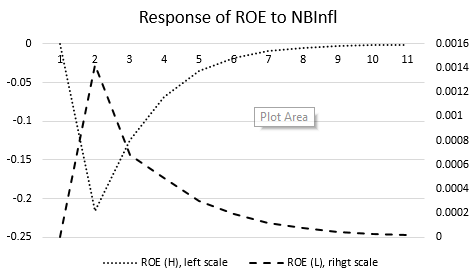 Response of ROE to NBInfl
0 0.0016
1 2 3 4 5 6 7 8 9 10 11
-0.05 0.0014
0.0012
-0.1 0.001
Plot Area
0.0008
-0.15 0.0006
-0.2 0.0004
0.0002
-0.25 0
ROE (H), left scale ROE (L), rihgt scale